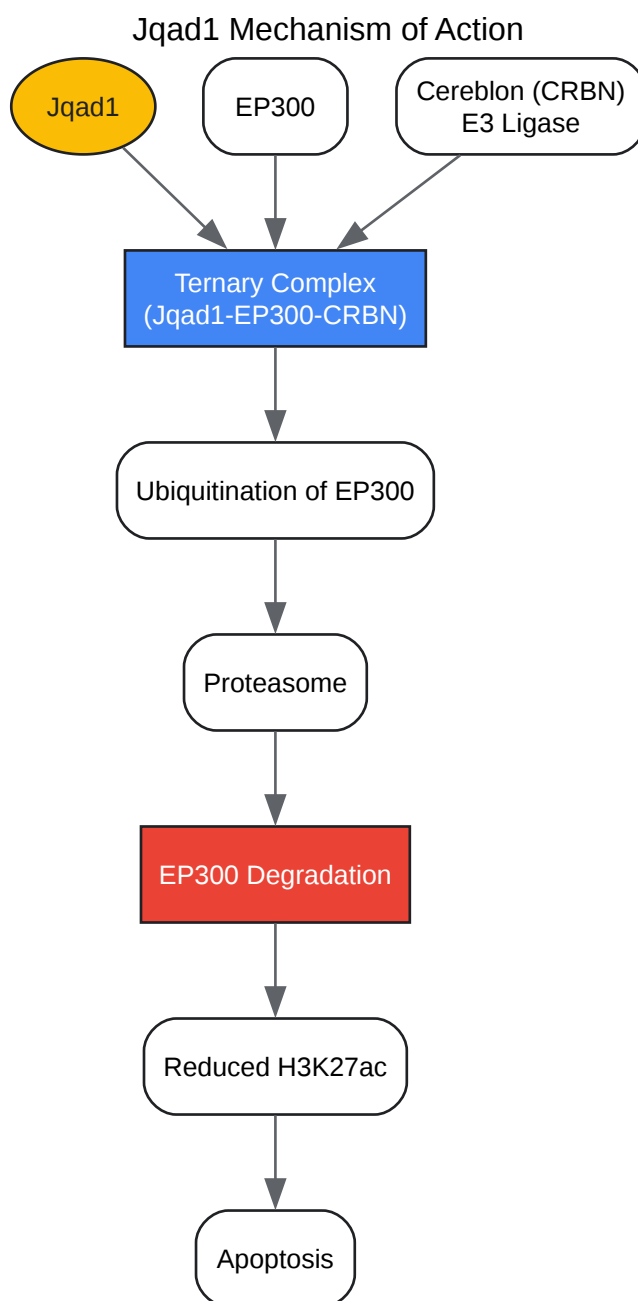 Jqad1 Mechanism of Action
Jqad1
EP300
Cereblon (CRBN)
E3 Ligase
Ternary Complex
(Jqad1-EP300-CRBN)
Ubiquitination of EP300
Proteasome
EP300 Degradation
Reduced H3K27ac
Apoptosis